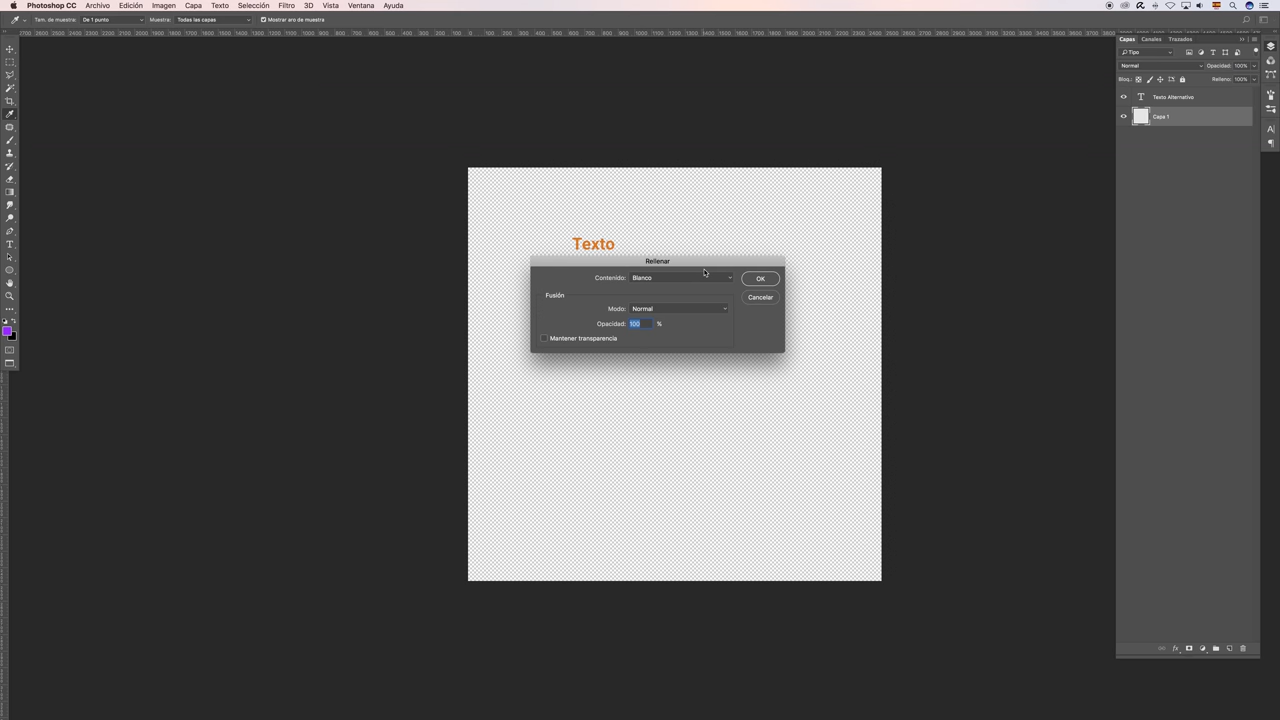 Photoshop CC Archivo Edición Imagen Capa Texto Selección Filtro 3D Vista Ventana Ayuda
Tam. de muestra: De 1 punto Muestra: Todas las capas Mostrar aro de muestra
Capas Canales Trazados
Tipo
Normal Opacidad: 100%
Bloq.: Relleno: 100%
Texto Alternativo
Capa 1
Texto
Rellenar
Contenido: Blanco OK
Fusión Cancelar
Modo: Normal
Opacidad: 100 %
Mantener transparencia